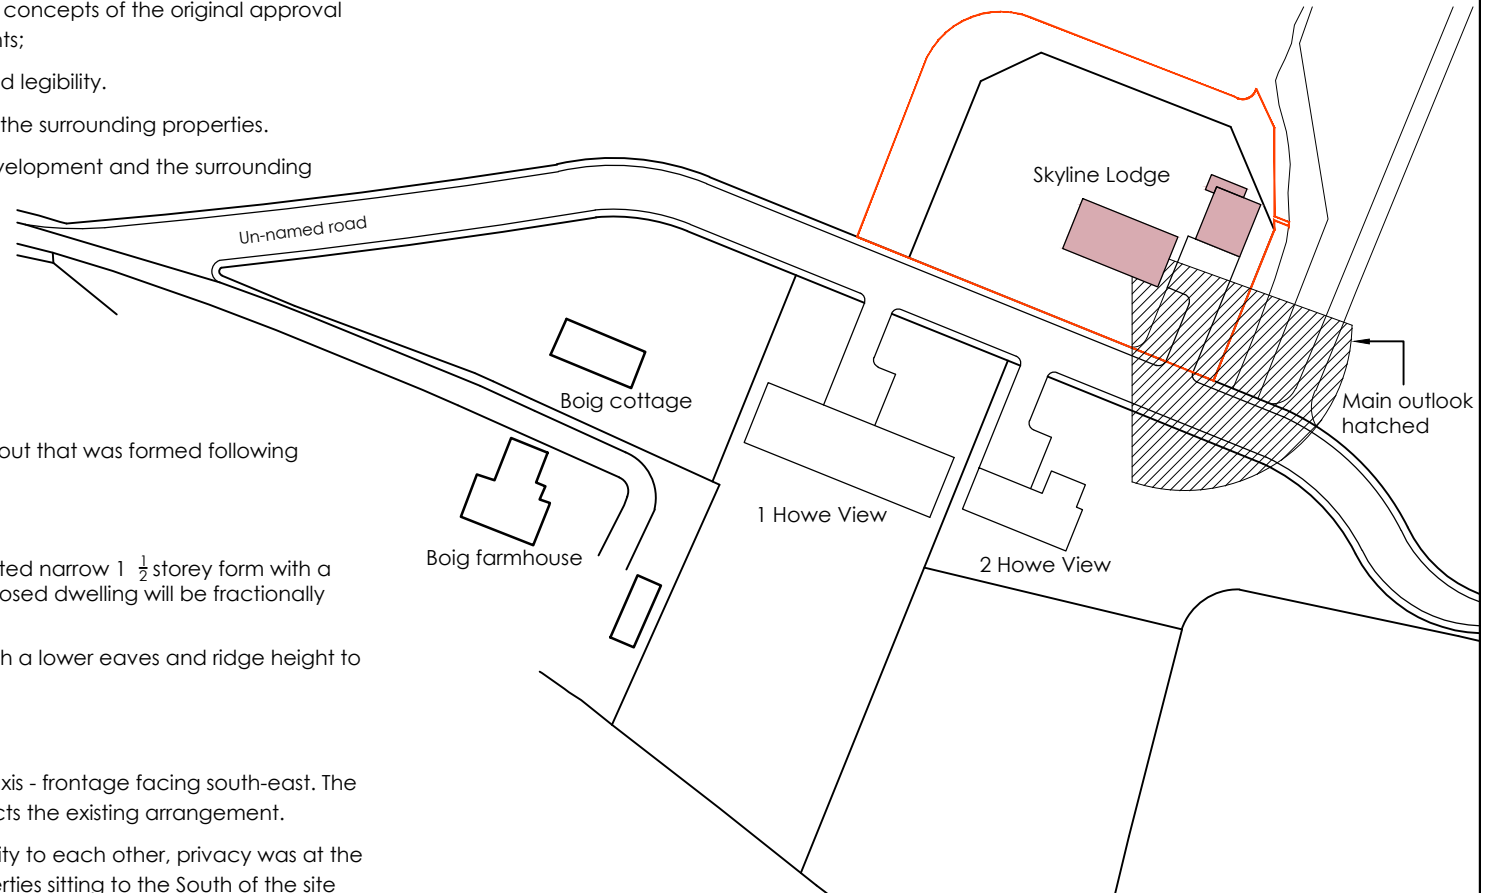 concepts of the original approval
nts;
d legibility.
the surrounding properties.
velopment and the surrounding
Un-named road
Skyline Lodge
Boig cottage
Main outlook
hatched
out that was formed following
1 Howe View
Boig farmhouse
2 Howe View
ted narrow 1 ½ storey form with a
osed dwelling will be fractionally
h a lower eaves and ridge height to
xis - frontage facing south-east. The
cts the existing arrangement.
ity to each other, privacy was at the
erties sitting to the South of the site